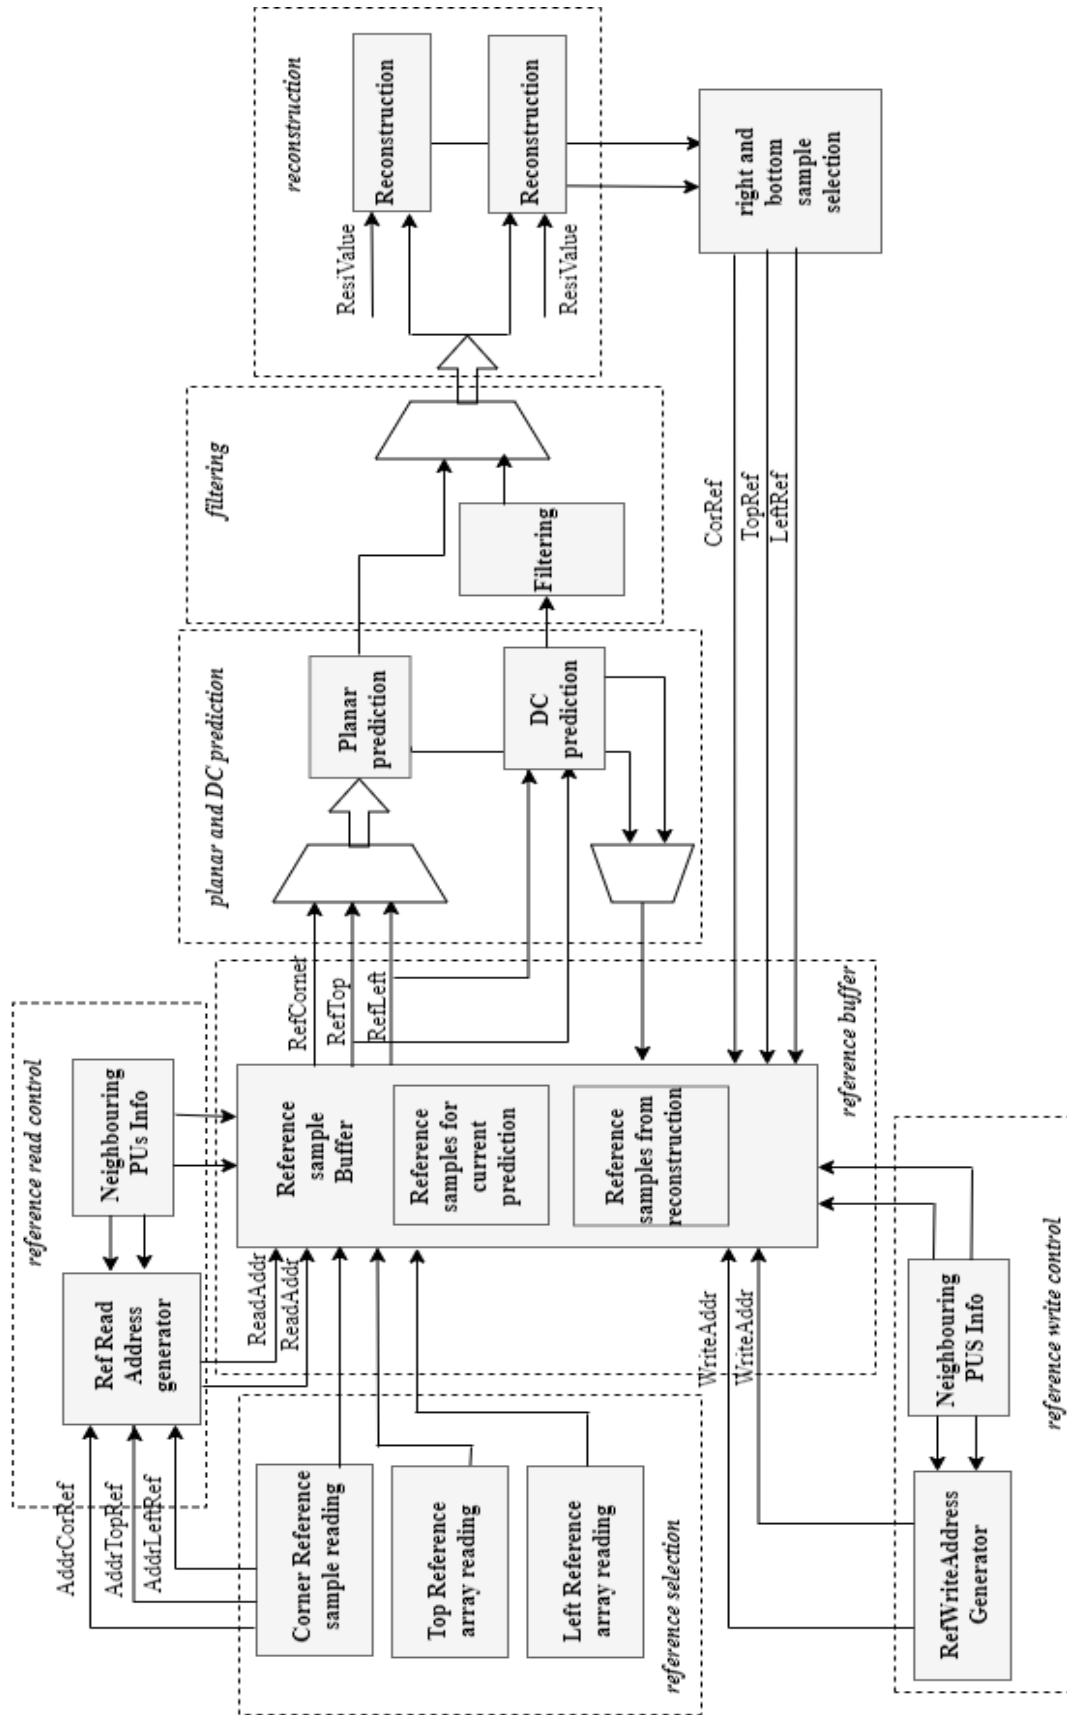 reference read control
Neighbouring
PUs Info
Ref Read
Address
generator
AddrCorRef
AddrTopRef
AddrLeftRef
ReadAddr
ReadAddr
reference selection
Corner Reference
sample reading
Top Reference
array reading
Left Reference
array reading
reference buffer
Reference
sample
Buffer
Reference
samples for
current
prediction
Reference
samples from
reconstruction
RefCorner
RefTop
RefLeft
WriteAddr
WriteAddr
reference write control
Neighbouring
PUS Info
RefWriteAddress
Generator
planar and DC prediction
Planar
prediction
DC
prediction
filtering
Filtering
reconstruction
Reconstruction
Reconstruction
ResiValue
ResiValue
right and
bottom
sample
selection
CorRef
TopRef
LeftRef